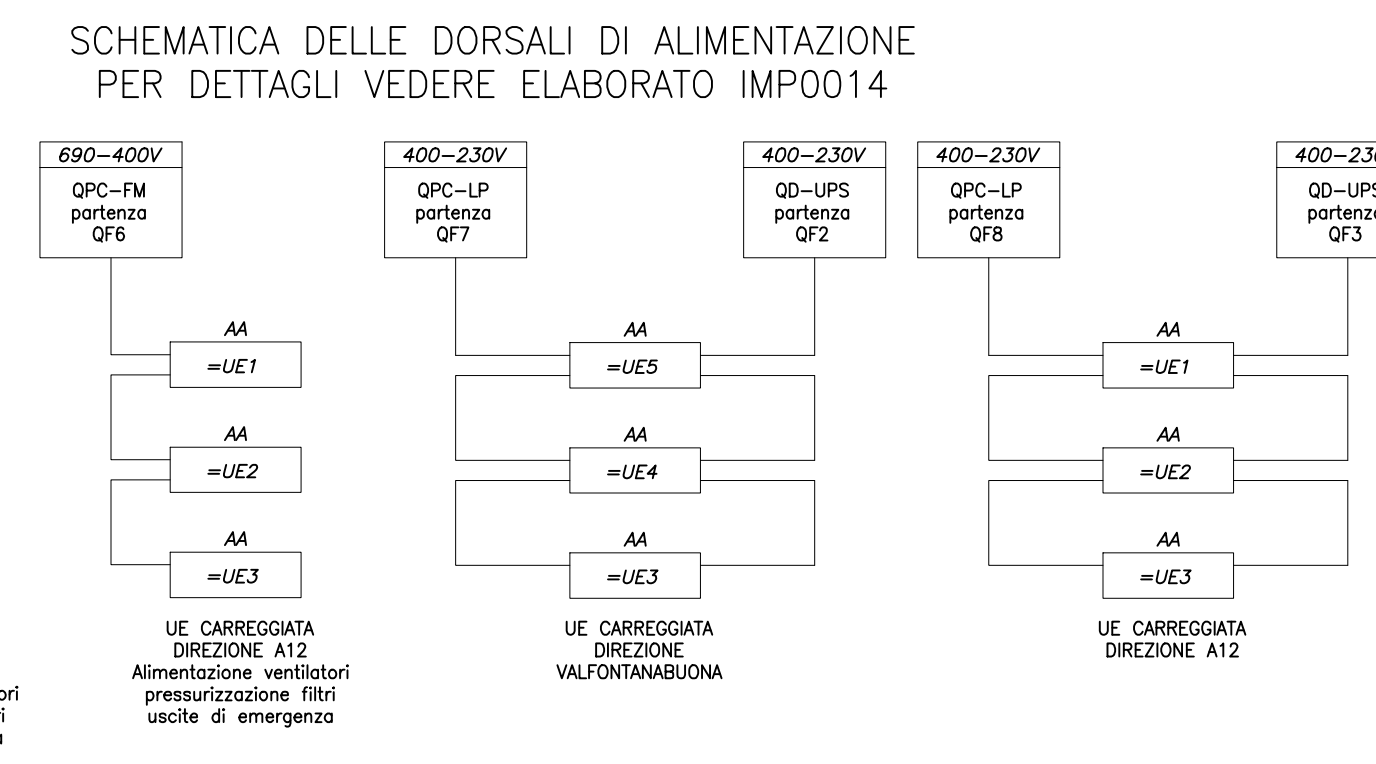 SCHEMATICA DELLE DORSALI DI ALIMENTAZIONE
PER DETTAGLI VEDERE ELABORATO IMP0014
690-400V
QPC-FM
partenza
QF6
AA
=UE1
AA
=UE2
AA
=UE3
UE CARREGGIATA
DIREZIONE A12
Alimentazione ventilatori
pressurizzazione filtri
uscite di emergenza
400-230V
QPC-LP
partenza
QF7
400-230V
QD-UPS
partenza
QF2
AA
=UE5
AA
=UE4
AA
=UE3
UE CARREGGIATA
DIREZIONE
VALFONTANABUONA
400-230V
QPC-LP
partenza
QF8
QF3
AA
=UE1
AA
=UE2
AA
=UE3
UE CARREGGIATA
DIREZIONE A12